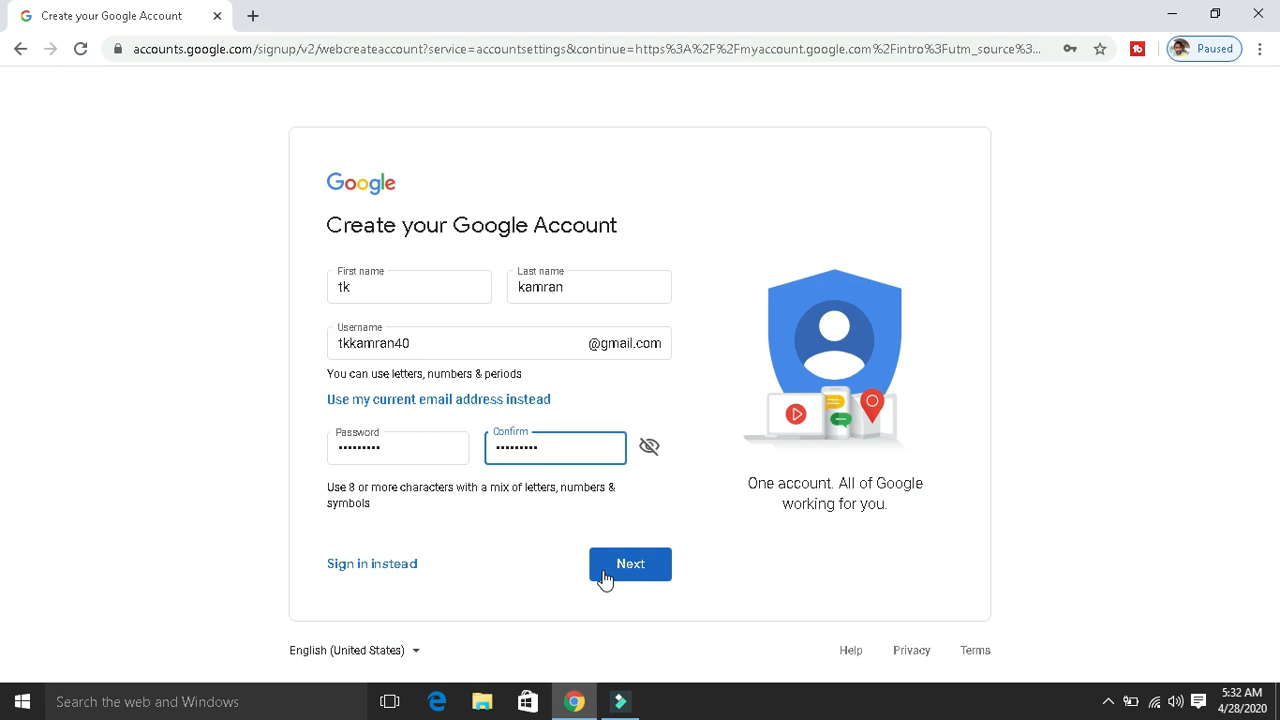 Create your Google Account
accounts.google.com/signup/v2/webcreateaccount?service=accountsettings&continue=https%3A%2F%2Fmyaccount.google.com%2Fintro%3Futm_source%3...
Paused
Google
Create your Google Account
First name
tk
Last name
kamran
Username
tkkamran40
@gmail.com
You can use letters, numbers & periods
Use my current email address instead
Password
•••••••••
Confirm
•••••••••
Use 8 or more characters with a mix of letters, numbers &
symbols
One account. All of Google
working for you.
Sign in instead
Next
English (United States)
Help
Privacy
Terms
Search the web and Windows
5:32 AM
4/28/2020